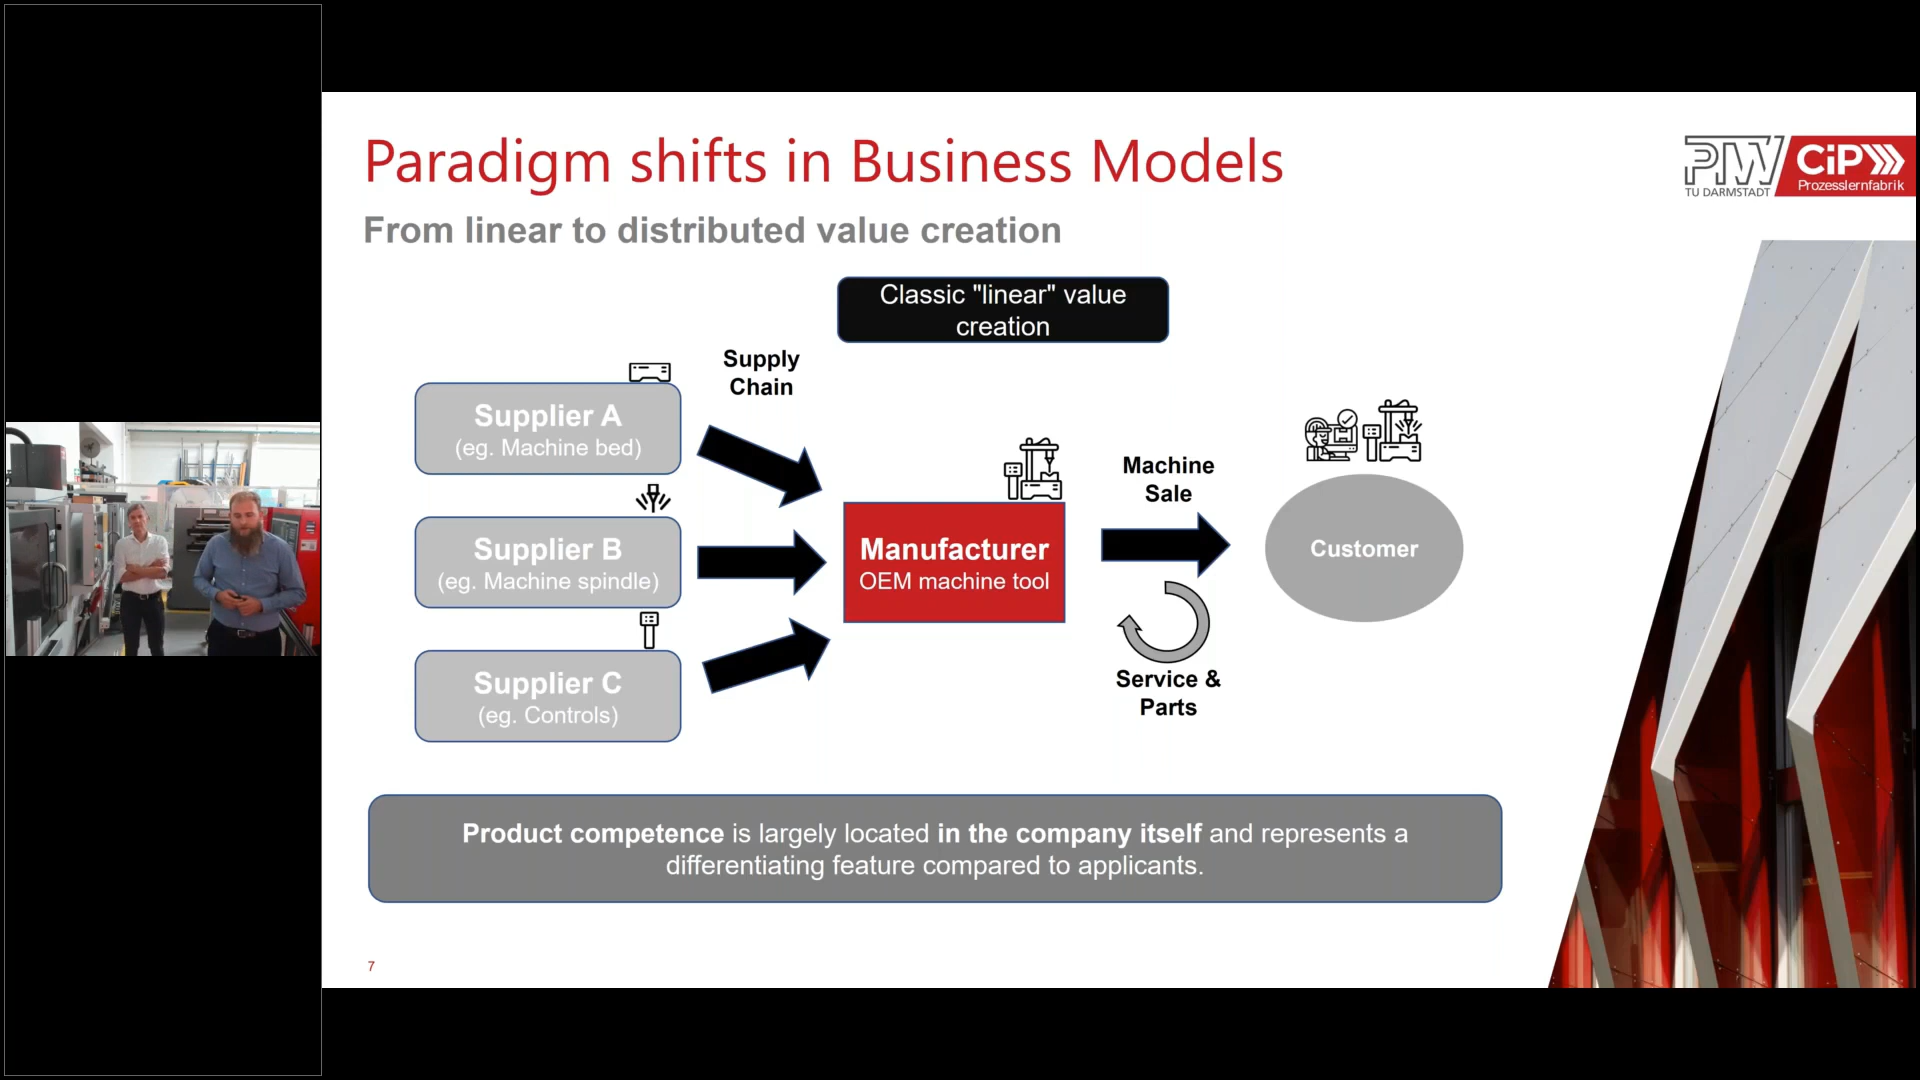 Paradigm shifts in Business Models
From linear to distributed value creation
PTW
TU DARMSTADT
CiP
Prozesslernfabrik
Classic "linear" value
creation
Supply
Chain
Supplier A
(eg. Machine bed)
Supplier B
(eg. Machine spindle)
Supplier C
(eg. Controls)
Manufacturer
OEM machine tool
Machine
Sale
Service &
Parts
Customer
Product competence is largely located in the company itself and represents a
differentiating feature compared to applicants.
7